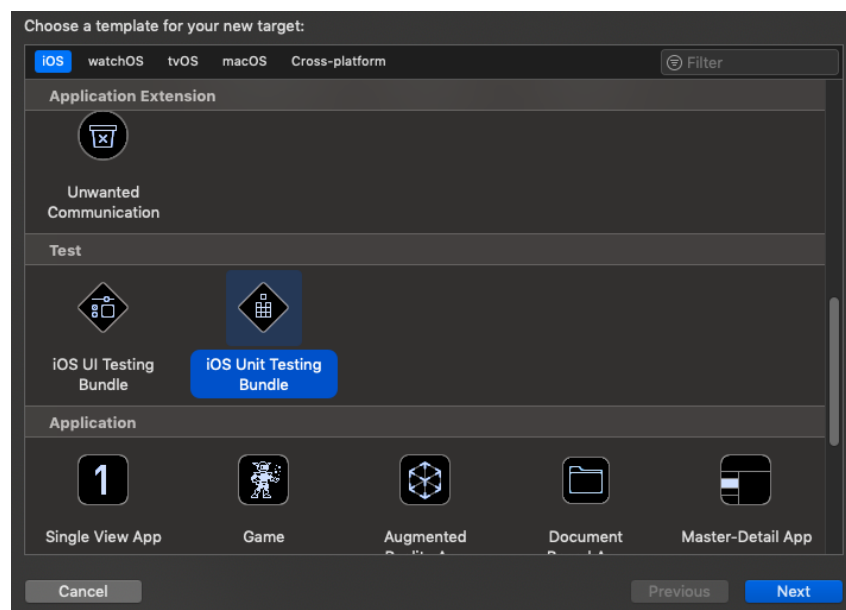 Choose a template for your new target:
iOS watchOS tvOS macOS Cross-platform Filter
Application Extension
Unwanted
Communication
Test
iOS UI Testing
Bundle
iOS Unit Testing
Bundle
Application
1
Single View App Game Augmented Document Master-Detail App
Cancel Previous Next